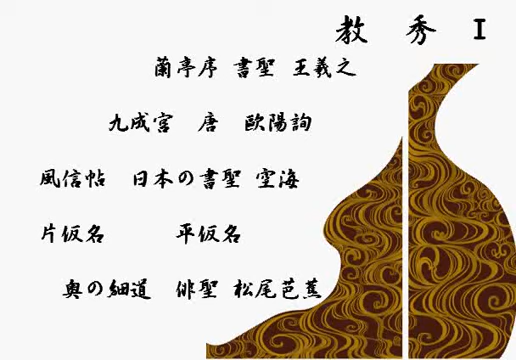 教秀I
蘭亭序 書聖 王羲之
九成宮 唐 欧陽詢
風信帖 日本の書聖 空海
片仮名 平仮名
奥の細道 俳聖 松尾芭蕉